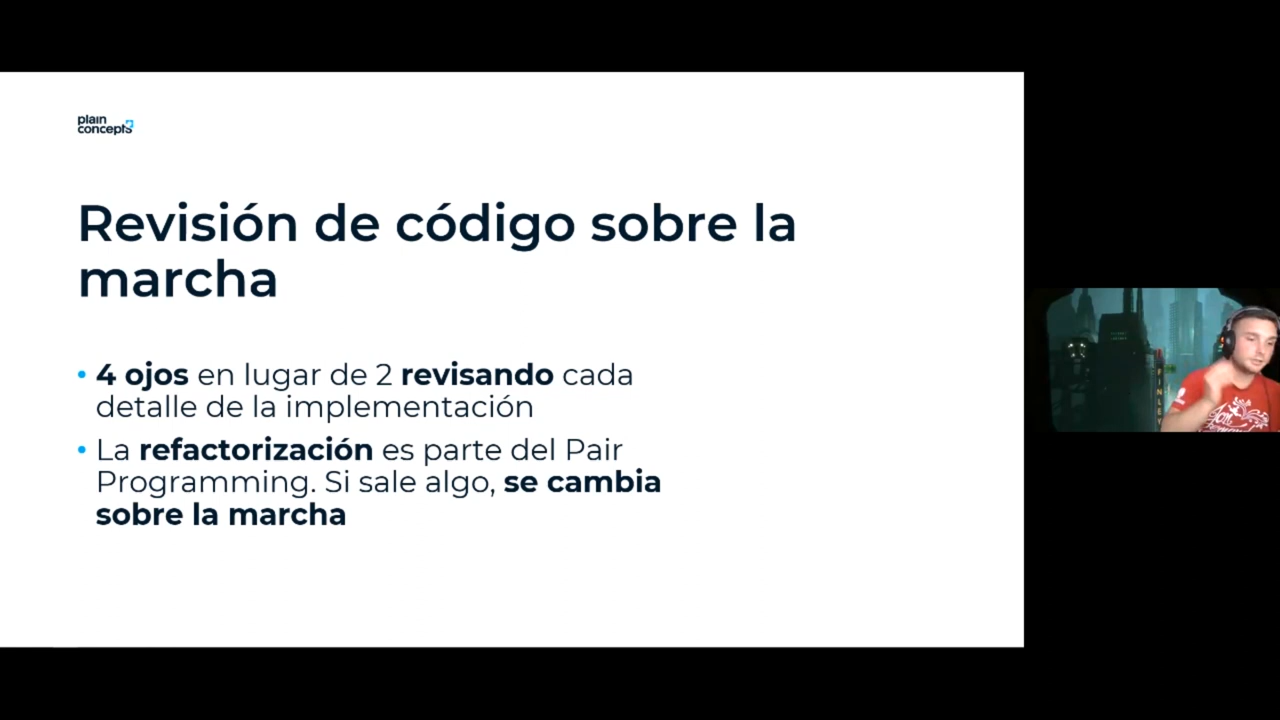 plain
concepts
Revisión de código sobre la
marcha
• 4 ojos en lugar de 2 revisando cada
detalle de la implementación
• La refactorización es parte del Pair
Programming. Si sale algo, se cambia
sobre la marcha
FINLEY